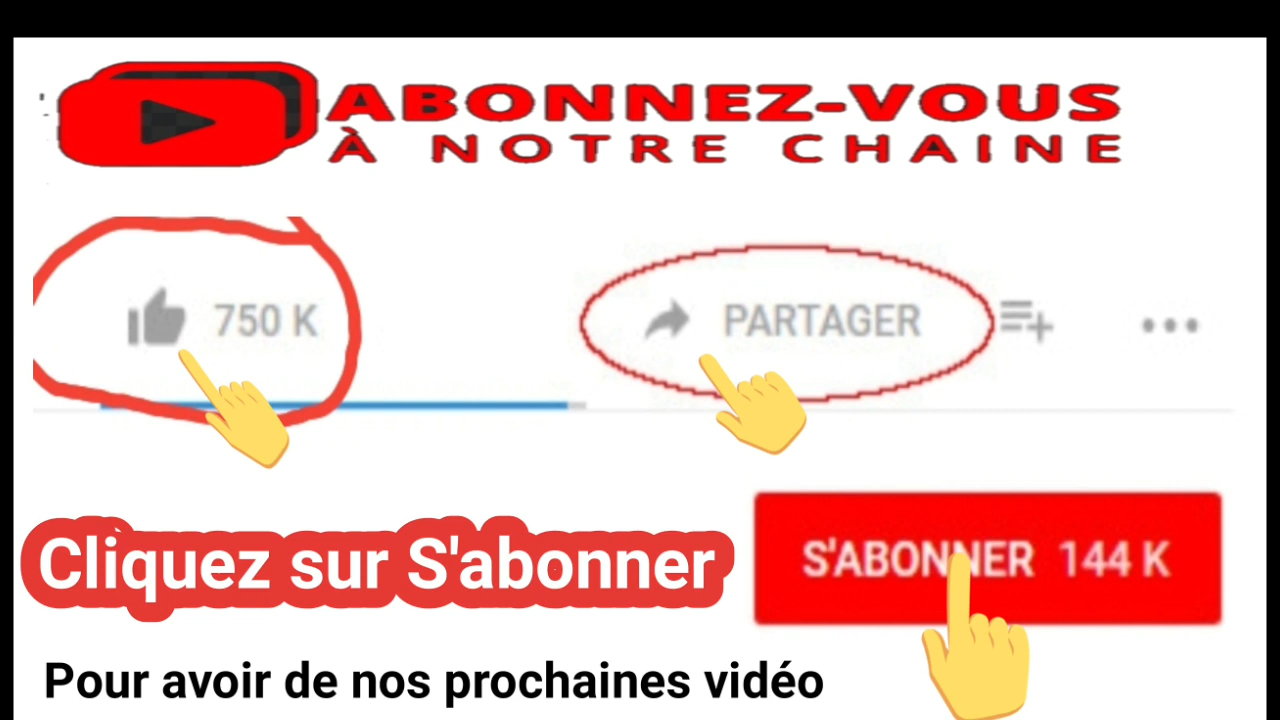 ABONNEZ-VOUS
À NOTRE CHAINE
750 K PARTAGER
Cliquez sur S'abonner
S'ABONNER 144 K
Pour avoir de nos prochaines vidéo